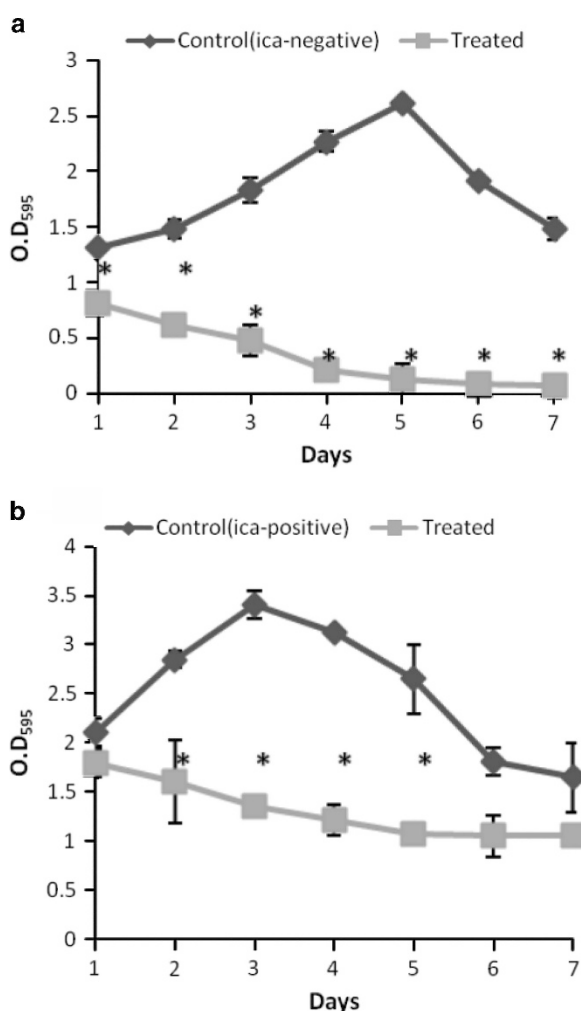 a
Control(ica-negative) Treated
3
2.5
2
1.5
1
0.5
0
O.D595
* * * * * * *
1 2 3 4 5 6 7
Days
b
Control(ica-positive) Treated
4
3.5
3
2.5
2
1.5
1
0.5
0
O.D595
* * * *
1 2 3 4 5 6 7
Days